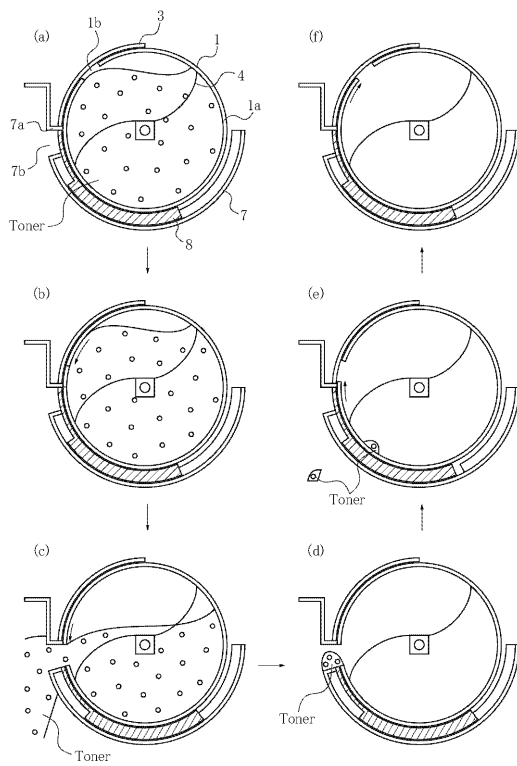 (a)
3
1b
1
4
1a
7a
7b
7
Toner
8
(f)
(b)
(e)
Toner
(c)
(d)
Toner
Toner